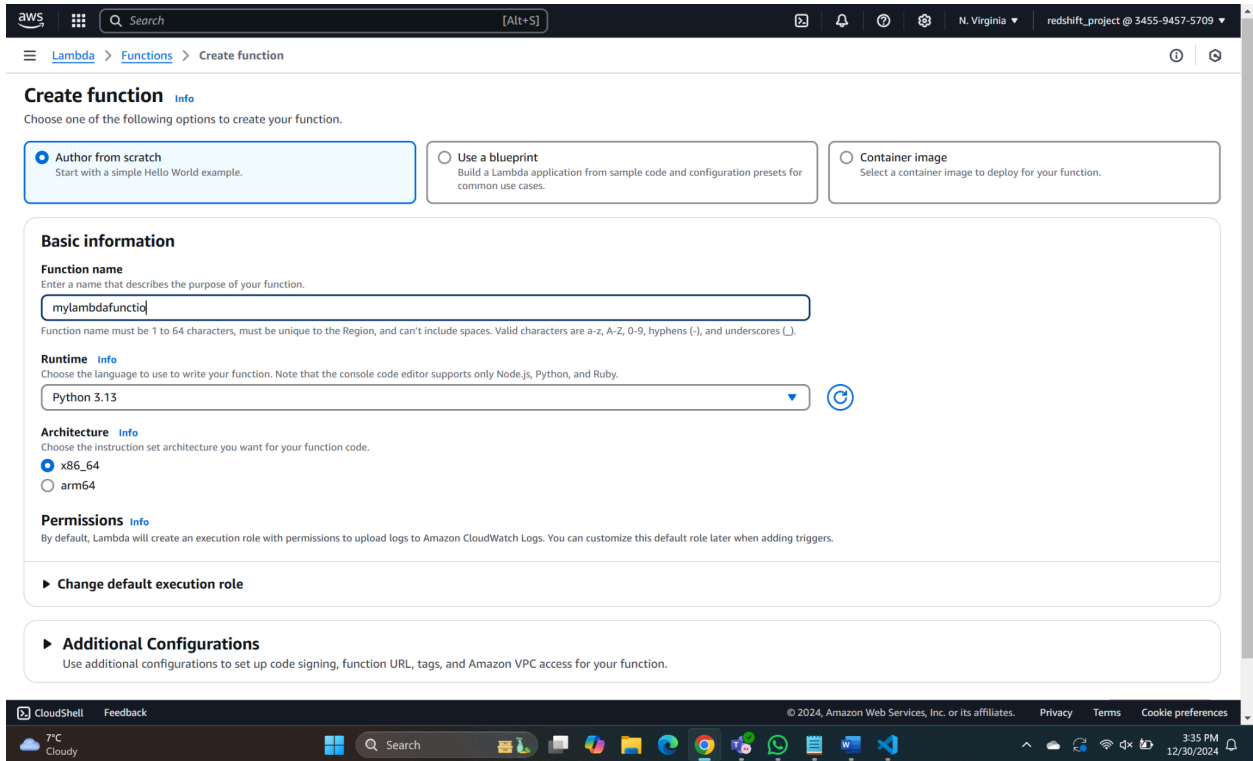 aws
Search
[Alt+S]
N. Virginia ▼
redshift_project @ 3455-9457-5709 ▼
Lambda > Functions > Create function
Create function Info
Choose one of the following options to create your function.
Author from scratch
Start with a simple Hello World example.
Use a blueprint
Build a Lambda application from sample code and configuration presets for
common use cases.
Container image
Select a container image to deploy for your function.
Basic information
Function name
Enter a name that describes the purpose of your function.
mylambdafunctio
Function name must be 1 to 64 characters, must be unique to the Region, and can't include spaces. Valid characters are a-z, A-Z, 0-9, hyphens (-), and underscores (_).
Runtime Info
Choose the language to use to write your function. Note that the console code editor supports only Node.js, Python, and Ruby.
Python 3.13
Architecture Info
Choose the instruction set architecture you want for your function code.
x86_64
arm64
Permissions Info
By default, Lambda will create an execution role with permissions to upload logs to Amazon CloudWatch Logs. You can customize this default role later when adding triggers.
Change default execution role
Additional Configurations
Use additional configurations to set up code signing, function URL, tags, and Amazon VPC access for your function.
CloudShell Feedback
© 2024, Amazon Web Services, Inc. or its affiliates. Privacy Terms Cookie preferences
7°C
Cloudy
Search
3:35 PM
12/30/2024